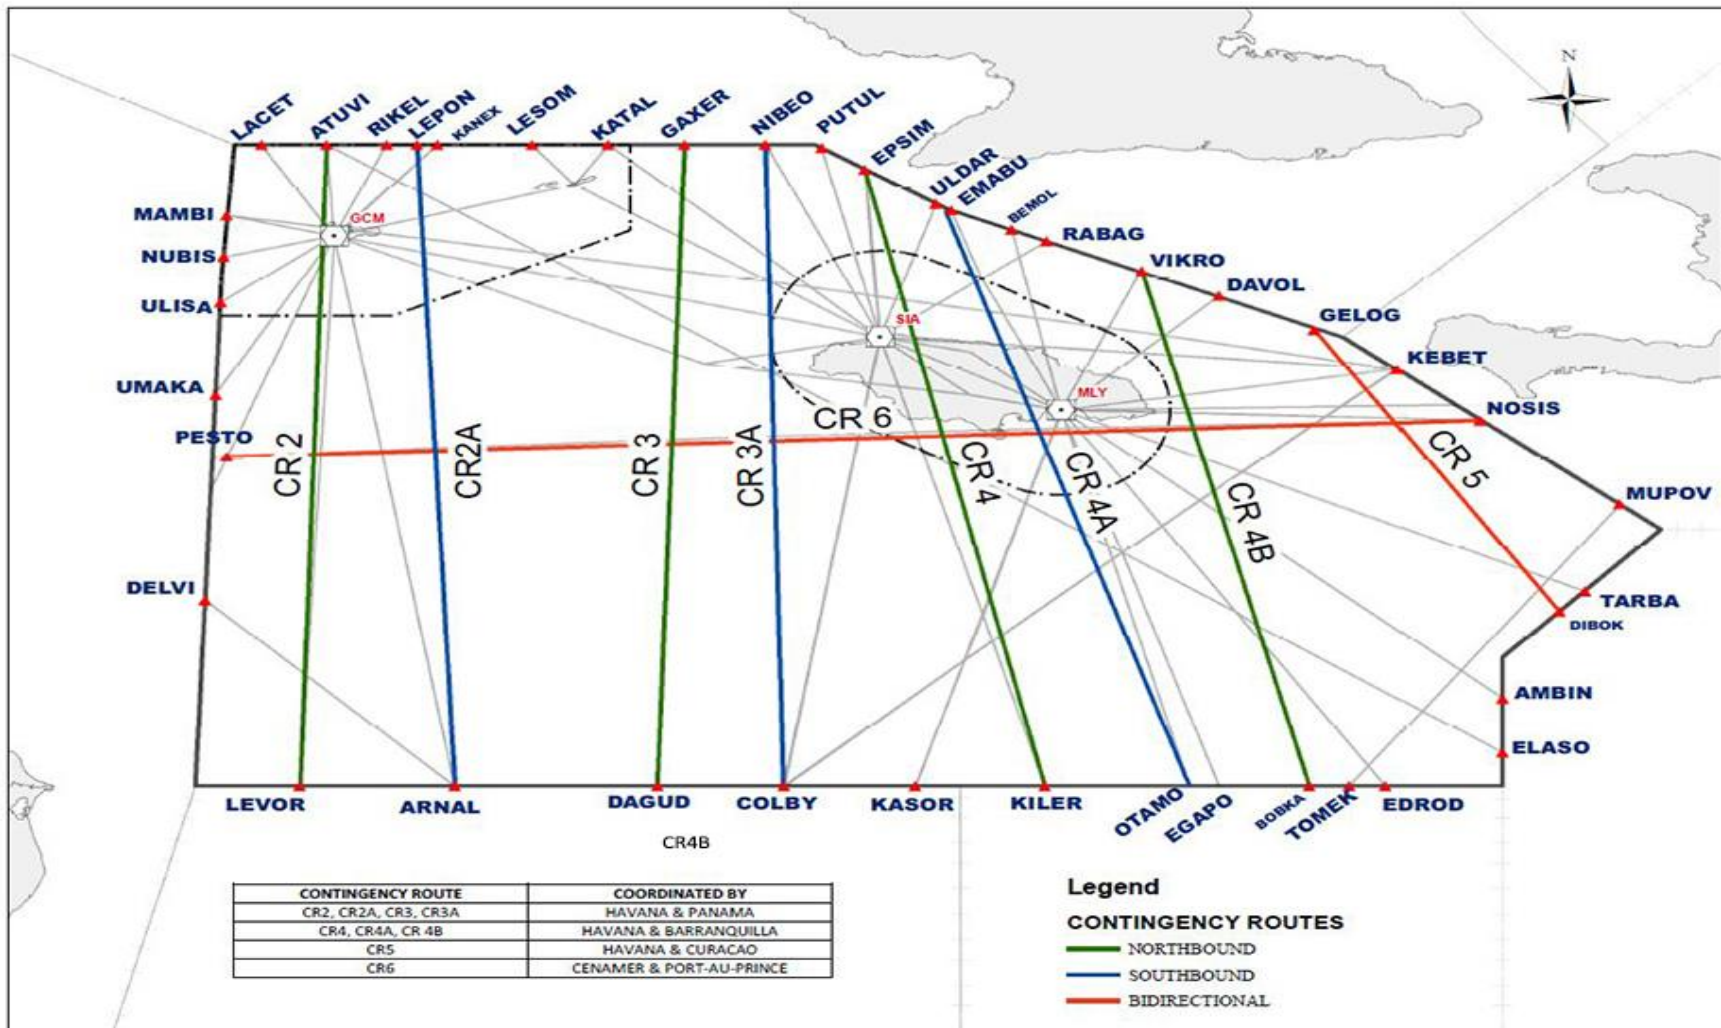 N
LACET
ATUVI
RIKEL
LEPON
KANEX
LESOM
KATAL
GAXER
NIBEO
PUTUL
EPSIM
ULDAR
EMABU
BEMOL
RABAG
VIKRO
DAVOL
GELOG
KEBET
NOSIS
MUPOV
TARBA
DIBOK
AMBIN
ELASO
MAMBI
NUBIS
ULISA
UMAKA
PESTO
DELVI
GCM
SIA
MLY
CR 2
CR2A
CR 3
CR 3A
CR 6
CR 4
CR 4A
CR 4B
CR 5
LEVOR
ARNAL
DAGUD
COLBY
KASOR
KILER
OTAMO
EGAPO
BOBKA
TOMEK
EDROD
CR4B
CONTINGENCY ROUTE COORDINATED BY
CR2, CR2A, CR3, CR3A HAVANA & PANAMA
CR4, CR4A, CR 4B HAVANA & BARRANQUILLA
CR5 HAVANA & CURACAO
CR6 CENAMER & PORT-AU-PRINCE
Legend
CONTINGENCY ROUTES
NORTHBOUND
SOUTHBOUND
BIDIRECTIONAL